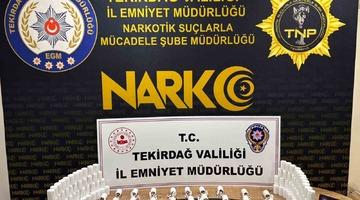 TEKİRDAĞ VALİLİĞİ
İL EMNİYET MÜDÜRLÜĞÜ
NARKOTİK SUÇLARLA
MÜCADELE ŞUBE MÜDÜRLÜĞÜ
EGM
TNP
NARKO
T.C.
TEKİRDAĞ VALİLİĞİ
İL EMNİYET MÜDÜRLÜĞÜ